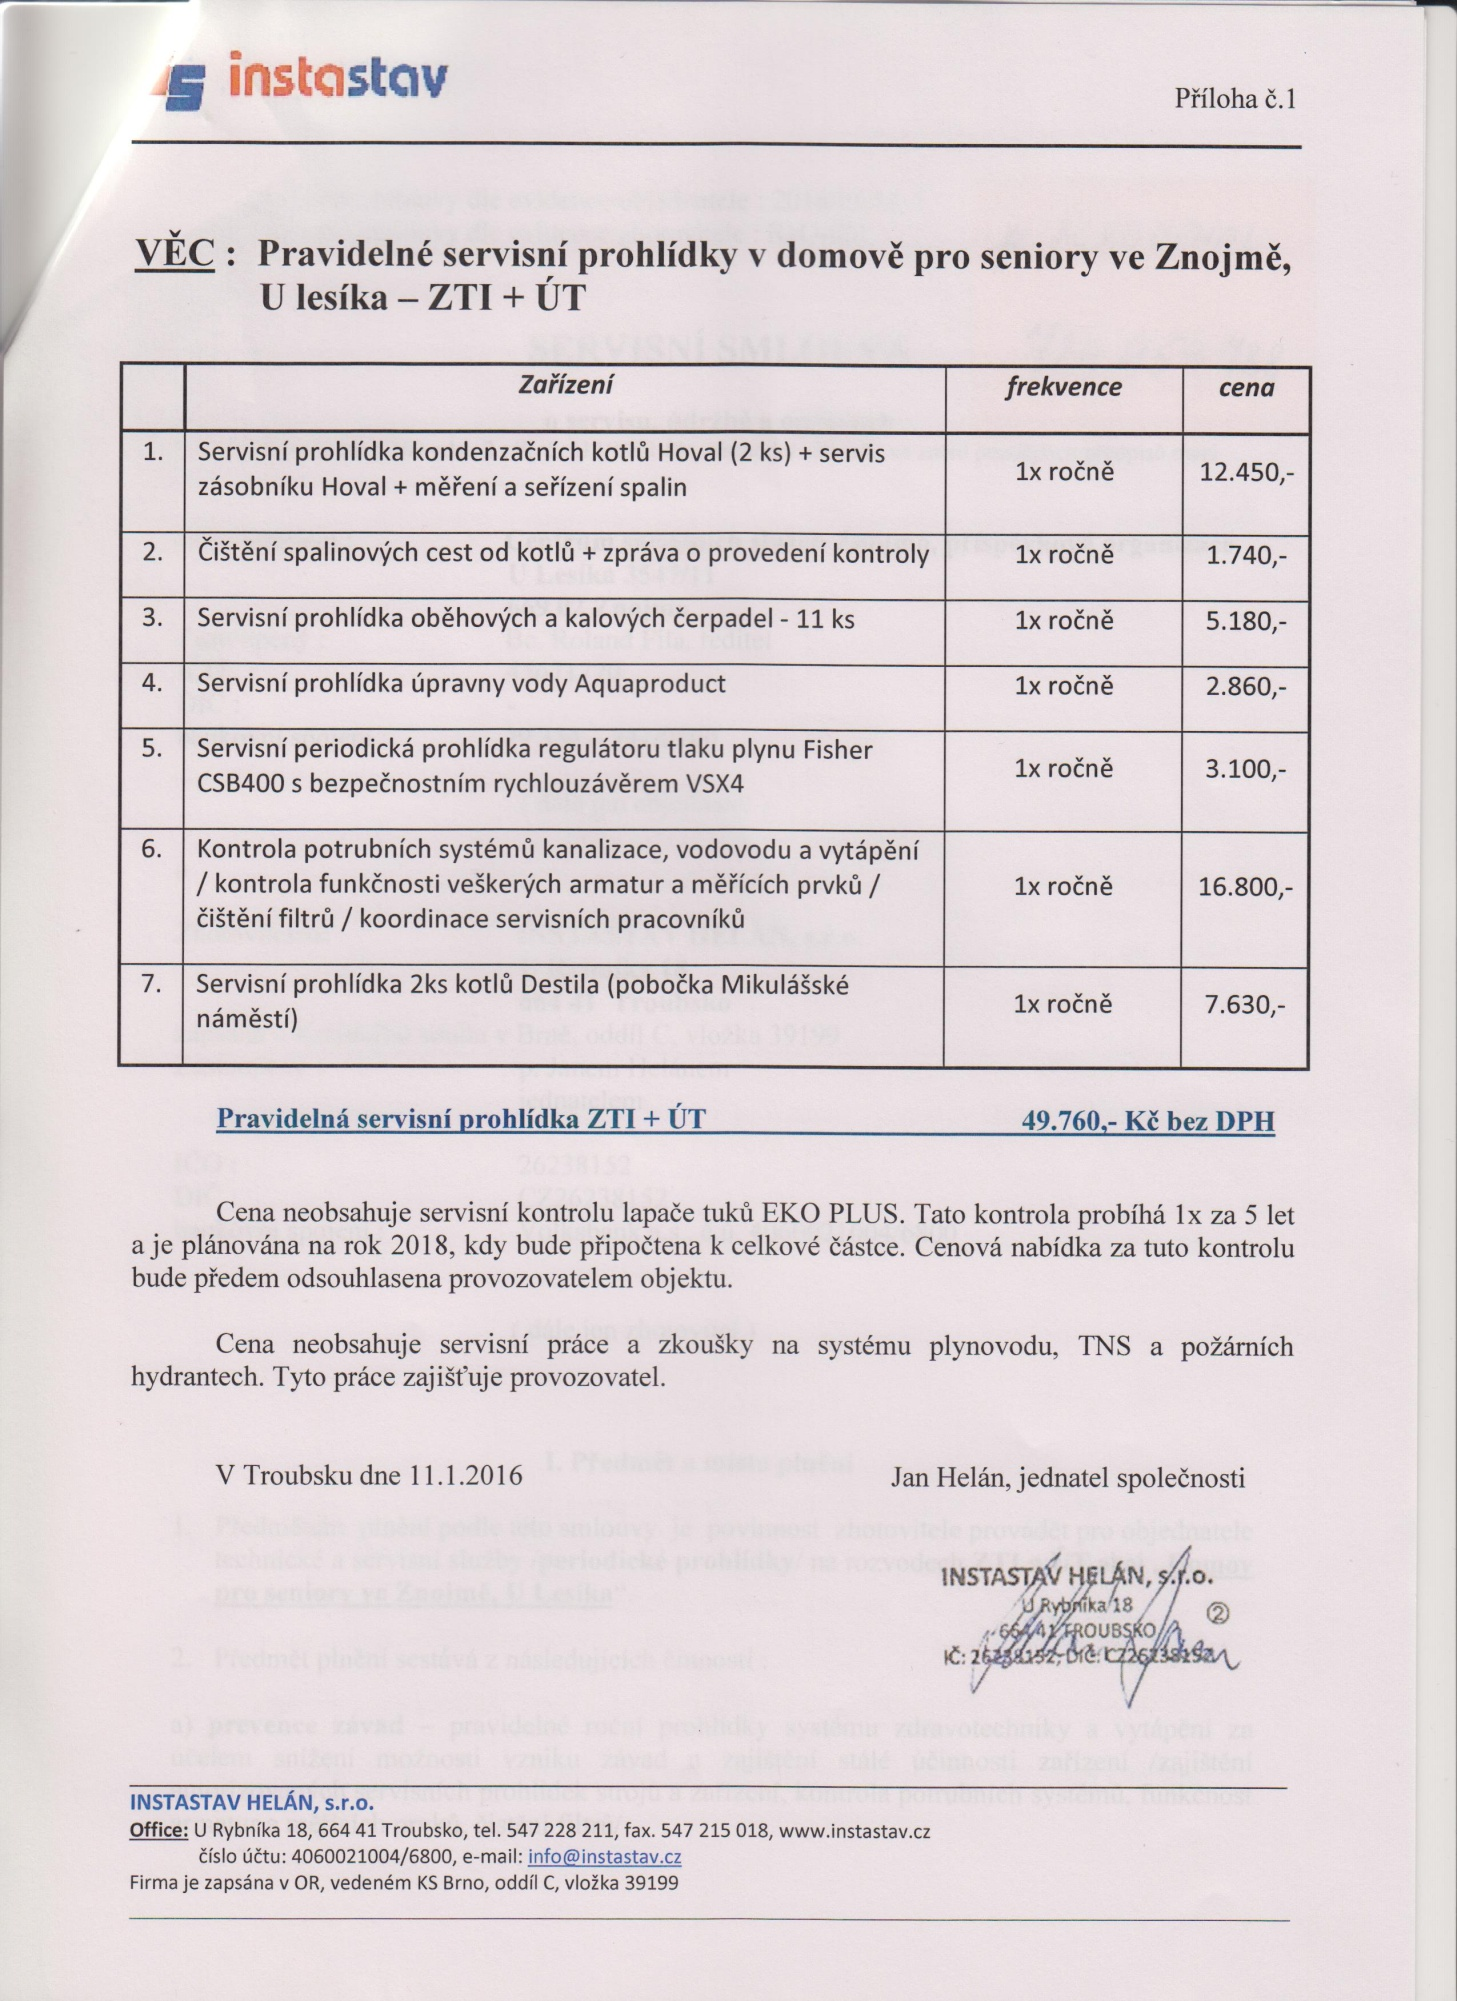 instastav
Příloha č.1
VĚC : Pravidelné servisní prohlídky v domově pro seniory ve Znojmě,
U lesíka – ZTI + ÚT
Zařízení frekvence cena
1. Servisní prohlídka kondenzačních kotlů Hoval (2 ks) + servis
zásobníku Hoval + měření a seřízení spalin 1x ročně 12.450,-
2. Čištění spalinových cest od kotlů + zpráva o provedení kontroly 1x ročně 1.740,-
3. Servisní prohlídka oběhových a kalových čerpadel - 11 ks 1x ročně 5.180,-
4. Servisní prohlídka úpravny vody Aquaproduct 1x ročně 2.860,-
5. Servisní periodická prohlídka regulátoru tlaku plynu Fisher
CSB400 s bezpečnostním rychlouzávěrem VSX4 1x ročně 3.100,-
6. Kontrola potrubních systémů kanalizace, vodovodu a vytápění
/ kontrola funkčnosti veškerých armatur a měřících prvků / 1x ročně 16.800,-
čištění filtrů / koordinace servisních pracovníků
7. Servisní prohlídka 2ks kotlů Destila (pobočka Mikulášské
náměstí) 1x ročně 7.630,-
Pravidelná servisní prohlídka ZTI + ÚT 49.760,- Kč bez DPH
Cena neobsahuje servisní kontrolu lapače tuků EKO PLUS. Tato kontrola probíhá 1x za 5 let
a je plánována na rok 2018, kdy bude připočtena k celkové částce. Cenová nabídka za tuto kontrolu
bude předem odsouhlasena provozovatelem objektu.
Cena neobsahuje servisní práce a zkoušky na systému plynovodu, TNS a požárních
hydrantech. Tyto práce zajišťuje provozovatel.
V Troubsku dne 11.1.2016 Jan Helán, jednatel společnosti
INSTASTAV HELÁN, s.r.o.
U Rybníka 18 ②
664 41 TROUBSKO
IČ: 26238152, DIČ: CZ26238152
INSTASTAV HELÁN, s.r.o.
Office: U Rybníka 18, 664 41 Troubsko, tel. 547 228 211, fax. 547 215 018, www.instastav.cz
číslo účtu: 4060021004/6800, e-mail: info@instastav.cz
Firma je zapsána v OR, vedeném KS Brno, oddíl C, vložka 39199